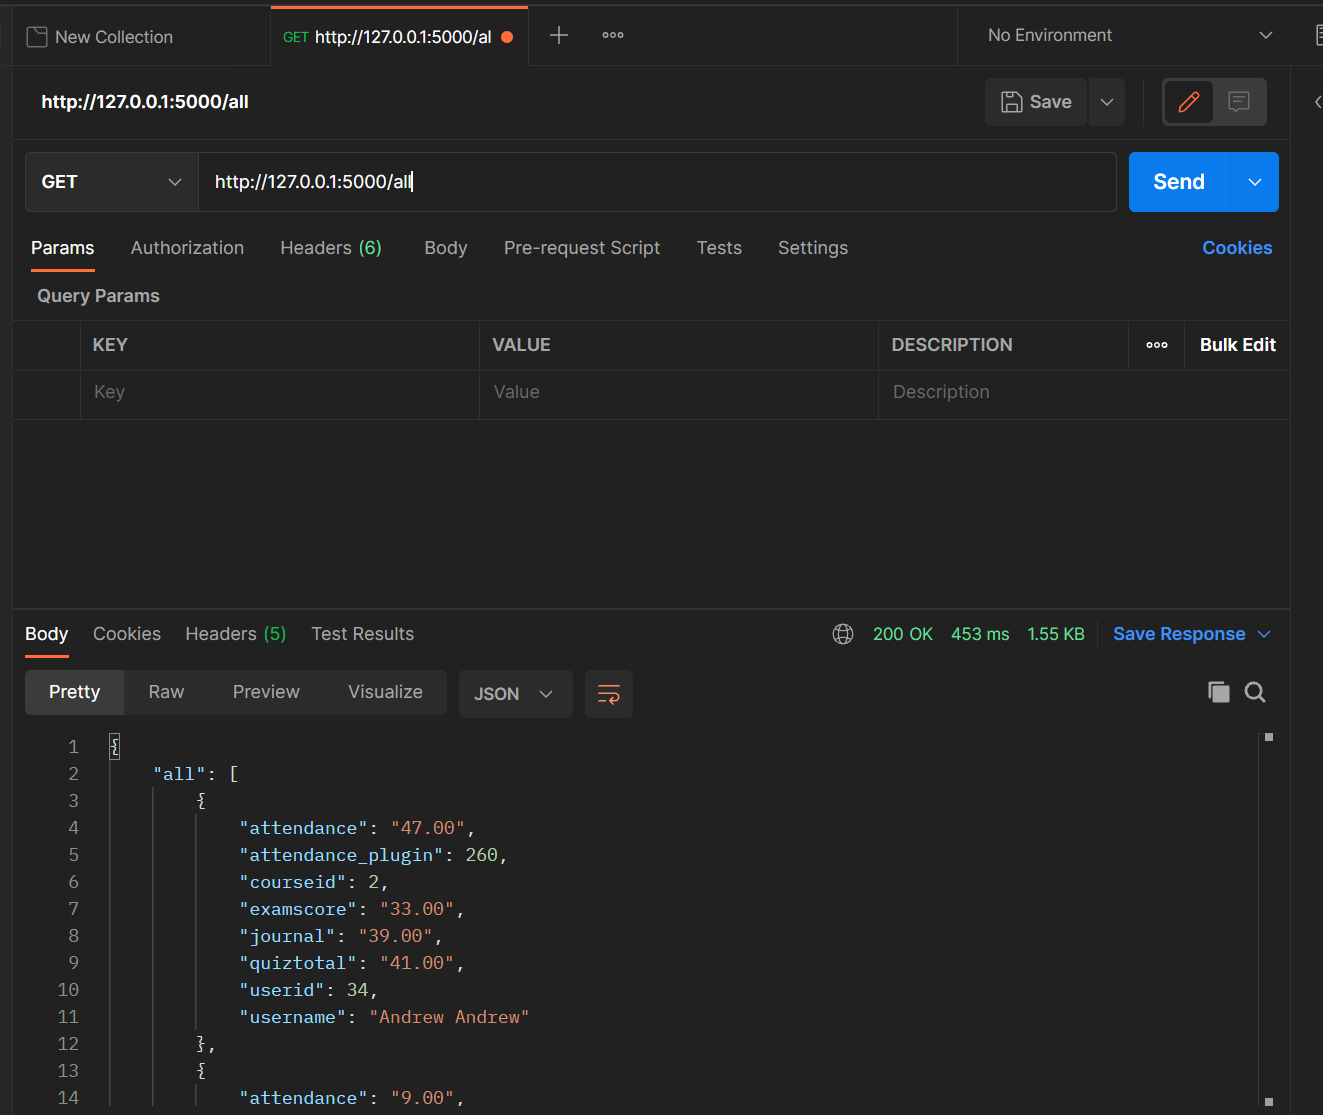 New Collection
GET http://127.0.0.1:5000/al
No Environment
http://127.0.0.1:5000/all
Save
GET
http://127.0.0.1:5000/all
Send
Params Authorization Headers (6) Body Pre-request Script Tests Settings Cookies
Query Params
KEY VALUE DESCRIPTION Bulk Edit
Key Value Description
Body Cookies Headers (5) Test Results 200 OK 453 ms 1.55 KB Save Response
Pretty Raw Preview Visualize JSON
1 {
2 "all": [
3 {
4 "attendance": "47.00",
5 "attendance_plugin": 260,
6 "courseid": 2,
7 "examscore": "33.00",
8 "journal": "39.00",
9 "quiztotal": "41.00",
10 "userid": 34,
11 "username": "Andrew Andrew"
12 },
13 {
14 "attendance": "9.00",